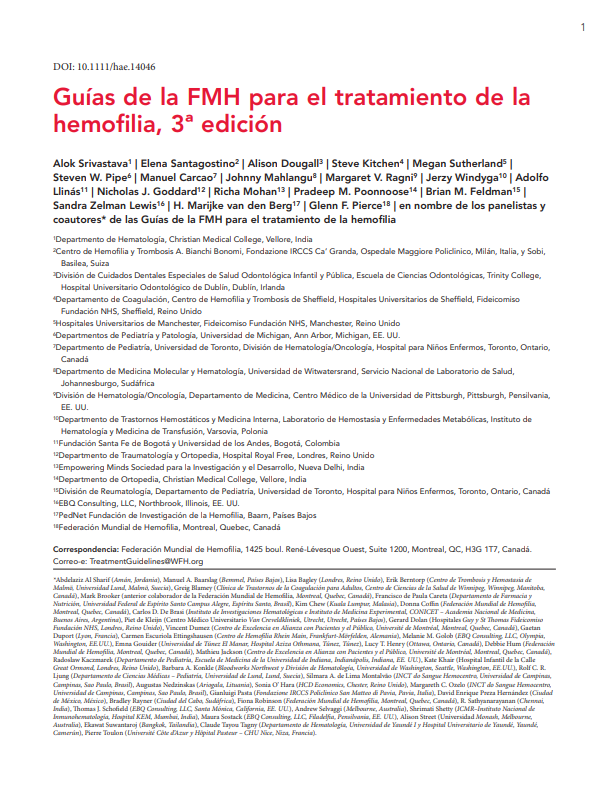 1
DOI: 10.1111/hae.14046
Guías de la FMH para el tratamiento de la
hemofilia, 3ª edición
Alok Srivastava1 | Elena Santagostino2 | Alison Dougall3 | Steve Kitchen4 | Megan Sutherland5 |
Steven W. Pipe6 | Manuel Carcao7 | Johnny Mahlangu8 | Margaret V. Ragni9 | Jerzy Windyga10 | Adolfo
Llinás11 | Nicholas J. Goddard12 | Richa Mohan13 | Pradeep M. Poonnoose14 | Brian M. Feldman15 |
Sandra Zelman Lewis16 | H. Marijke van den Berg17 | Glenn F. Pierce18 | en nombre de los panelistas y
coautores* de las Guías de la FMH para el tratamiento de la hemofilia
1Departmento de Hematología, Christian Medical College, Vellore, India
2Centro de Hemofilia y Trombosis A. Bianchi Bonomi, Fondazione IRCCS Ca’ Granda, Ospedale Maggiore Policlinico, Milán, Italia, y Sobi,
Basilea, Suiza
3División de Cuidados Dentales Especiales de Salud Odontológica Infantil y Pública, Escuela de Ciencias Odontológicas, Trinity College,
Hospital Universitario Odontológico de Dublín, Dublín, Irlanda
4Departamento de Coagulación, Centro de Hemofilia y Trombosis de Sheffield, Hospitales Universitarios de Sheffield, Fideicomiso
Fundación NHS, Sheffield, Reino Unido
5Hospitales Universitarios de Manchester, Fideicomiso Fundación NHS, Manchester, Reino Unido
6Departmentos de Pediatría y Patología, Universidad de Michigan, Ann Arbor, Michigan, EE. UU.
7Departmento de Pediatría, Universidad de Toronto, División de Hematología/Oncología, Hospital para Niños Enfermos, Toronto, Ontario,
Canadá
8Departmento de Medicina Molecular y Hematología, Universidad de Witwatersrand, Servicio Nacional de Laboratorio de Salud,
Johannesburgo, Sudáfrica
9División de Hematología/Oncología, Departamento de Medicina, Centro Médico de la Universidad de Pittsburgh, Pittsburgh, Pensilvania,
EE. UU.
10Departmento de Trastornos Hemostáticos y Medicina Interna, Laboratorio de Hemostasia y Enfermedades Metabólicas, Instituto de
Hematología y Medicina de Transfusión, Varsovia, Polonia
11Fundación Santa Fe de Bogotá y Universidad de los Andes, Bogotá, Colombia
12Departmento de Traumatología y Ortopedia, Hospital Royal Free, Londres, Reino Unido
13Empowering Minds Sociedad para la Investigación y el Desarrollo, Nueva Delhi, India
14Departmento de Ortopedia, Christian Medical College, Vellore, India
15División de Reumatología, Departamento de Pediatría, Universidad de Toronto, Hospital para Niños Enfermos, Toronto, Ontario, Canadá
16EBQ Consulting, LLC, Northbrook, Illinois, EE. UU.
17PedNet Fundación de Investigación de la Hemofilia, Baarn, Países Bajos
18Federación Mundial de Hemofilia, Montreal, Quebec, Canadá
Correspondencia: Federación Mundial de Hemofilia, 1425 boul. René-Lévesque Ouest, Suite 1200, Montreal, QC, H3G 1T7, Canadá.
Correo-e: TreatmentGuidelines@WFH.org
*Abdelaziz Al Sharif (Amán, Jordania), Manuel A. Baarslag (Bemmel, Países Bajos), Lisa Bagley (Londres, Reino Unido), Erik Berntorp (Centro de Trombosis y Hemostasia de
Malmö, Universidad Lund, Malmö, Suecia), Greig Blamey (Clínica de Trastornos de la Coagulación para Adultos, Centro de Ciencias de la Salud de Winnipeg, Winnipeg, Manitoba,
Canadá), Mark Brooker (anterior colaborador de la Federación Mundial de Hemofilia, Montreal, Quebec, Canadá), Francisco de Paula Careta (Departamento de Farmacia y
Nutrición, Universidad Federal de Espírito Santo Campus Alegre, Espírito Santo, Brasil), Kim Chew (Kuala Lumpur, Malasia), Donna Coffin (Federación Mundial de Hemofilia,
Montreal, Quebec, Canadá), Carlos D. De Brasi (Instituto de Investigaciones Hematológicas e Instituto de Medicina Experimental, CONICET – Academia Nacional de Medicina,
Buenos Aires, Argentina), Piet de Kleijn (Centro Médico Universitario Van Creveldkliniek, Utrecht, Utrecht, Países Bajos), Gerard Dolan (Hospitales Guy y St Thomas Fideicomiso
Fundación NHS, Londres, Reino Unido), Vincent Dumez (Centro de Excelencia en Alianza con Pacientes y el Público, Université de Montréal, Montreal, Quebec, Canadá), Gaetan
Duport (Lyon, Francia), Carmen Escuriola Ettingshausen (Centro de Hemofilia Rhein Main, Frankfurt-Mörfelden, Alemania), Melanie M. Golob (EBQ Consulting, LLC, Olympia,
Washington, EE.UU.), Emna Gouider (Universidad de Túnez El Manar, Hospital Aziza Othmana, Túnez, Túnez), Lucy T. Henry (Ottawa, Ontario, Canadá), Debbie Hum (Federación
Mundial de Hemofilia, Montreal, Quebec, Canadá), Mathieu Jackson (Centro de Excelencia en Alianza con Pacientes y el Público, Université de Montréal, Montreal, Quebec, Canadá),
Radoslaw Kaczmarek (Departamento de Pediatría, Escuela de Medicina de la Universidad de Indiana, Indianápolis, Indiana, EE. UU.), Kate Khair (Hospital Infantil de la Calle
Great Ormond, Londres, Reino Unido), Barbara A. Konkle (Bloodworks Northwest y División de Hematología, Universidad de Washington, Seattle, Washington, EE.UU.), Rolf C. R.
Ljung (Departamento de Ciencias Médicas – Pediatría, Universidad de Lund, Lund, Suecia), Silmara A. de Lima Montalvão (INCT do Sangue Hemocentro, Universidad de Campinas,
Campinas, Sao Paulo, Brasil), Augustas Nedzinskas (Ariogala, Lituania), Sonia O’Hara (HCD Economics, Chester, Reino Unido), Margareth C. Ozelo (INCT do Sangue Hemocentro,
Universidad de Campinas, Campinas, Sao Paulo, Brasil), Gianluigi Pasta (Fondazione IRCCS Policlinico San Matteo di Pavia, Pavia, Italia), David Enrique Preza Hernández (Ciudad
de México, México), Bradley Rayner (Ciudad del Cabo, Sudáfrica), Fiona Robinson (Federación Mundial de Hemofilia, Montreal, Quebec, Canadá), R. Sathyanarayanan (Chennai,
India), Thomas J. Schofield (EBQ Consulting, LLC, Santa Mónica, California, EE. UU.), Andrew Selvaggi (Melbourne, Australia), Shrimati Shetty (ICMR–Instituto Nacional de
Inmunohematología, Hospital KEM, Mumbai, India), Maura Sostack (EBQ Consulting, LLC, Filadelfia, Pensilvania, EE. UU.), Alison Street (Universidad Monash, Melbourne,
Australia), Ekawat Suwantaroj (Bangkok, Tailandia), Claude Tayou Tagny (Departamento de Hematología, Universidad de Yaundé I y Hospital Universitario de Yaundé, Yaundé,
Camerún), Pierre Toulon (Université Côte d’Azur y Hôpital Pasteur – CHU Nice, Niza, Francia).